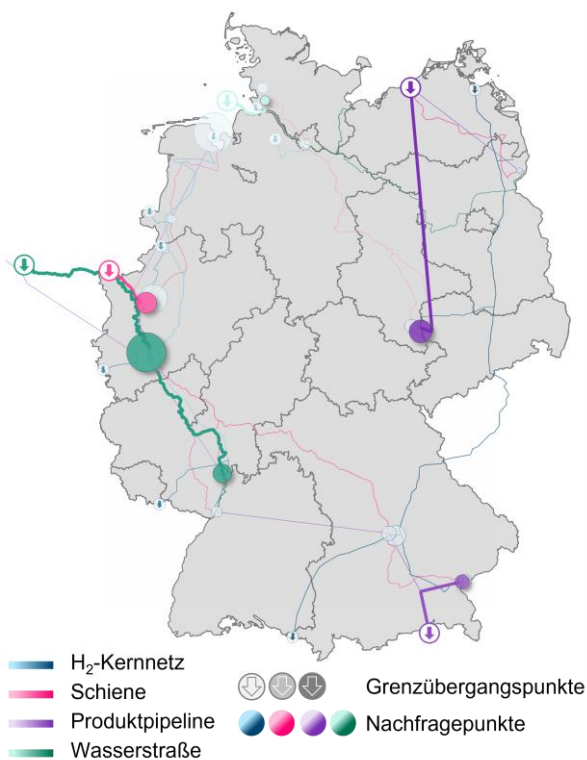 H₂-Kernnetz
Schiene
Produktpipeline
Wasserstraße
Grenzübergangspunkte
Nachfragepunkte